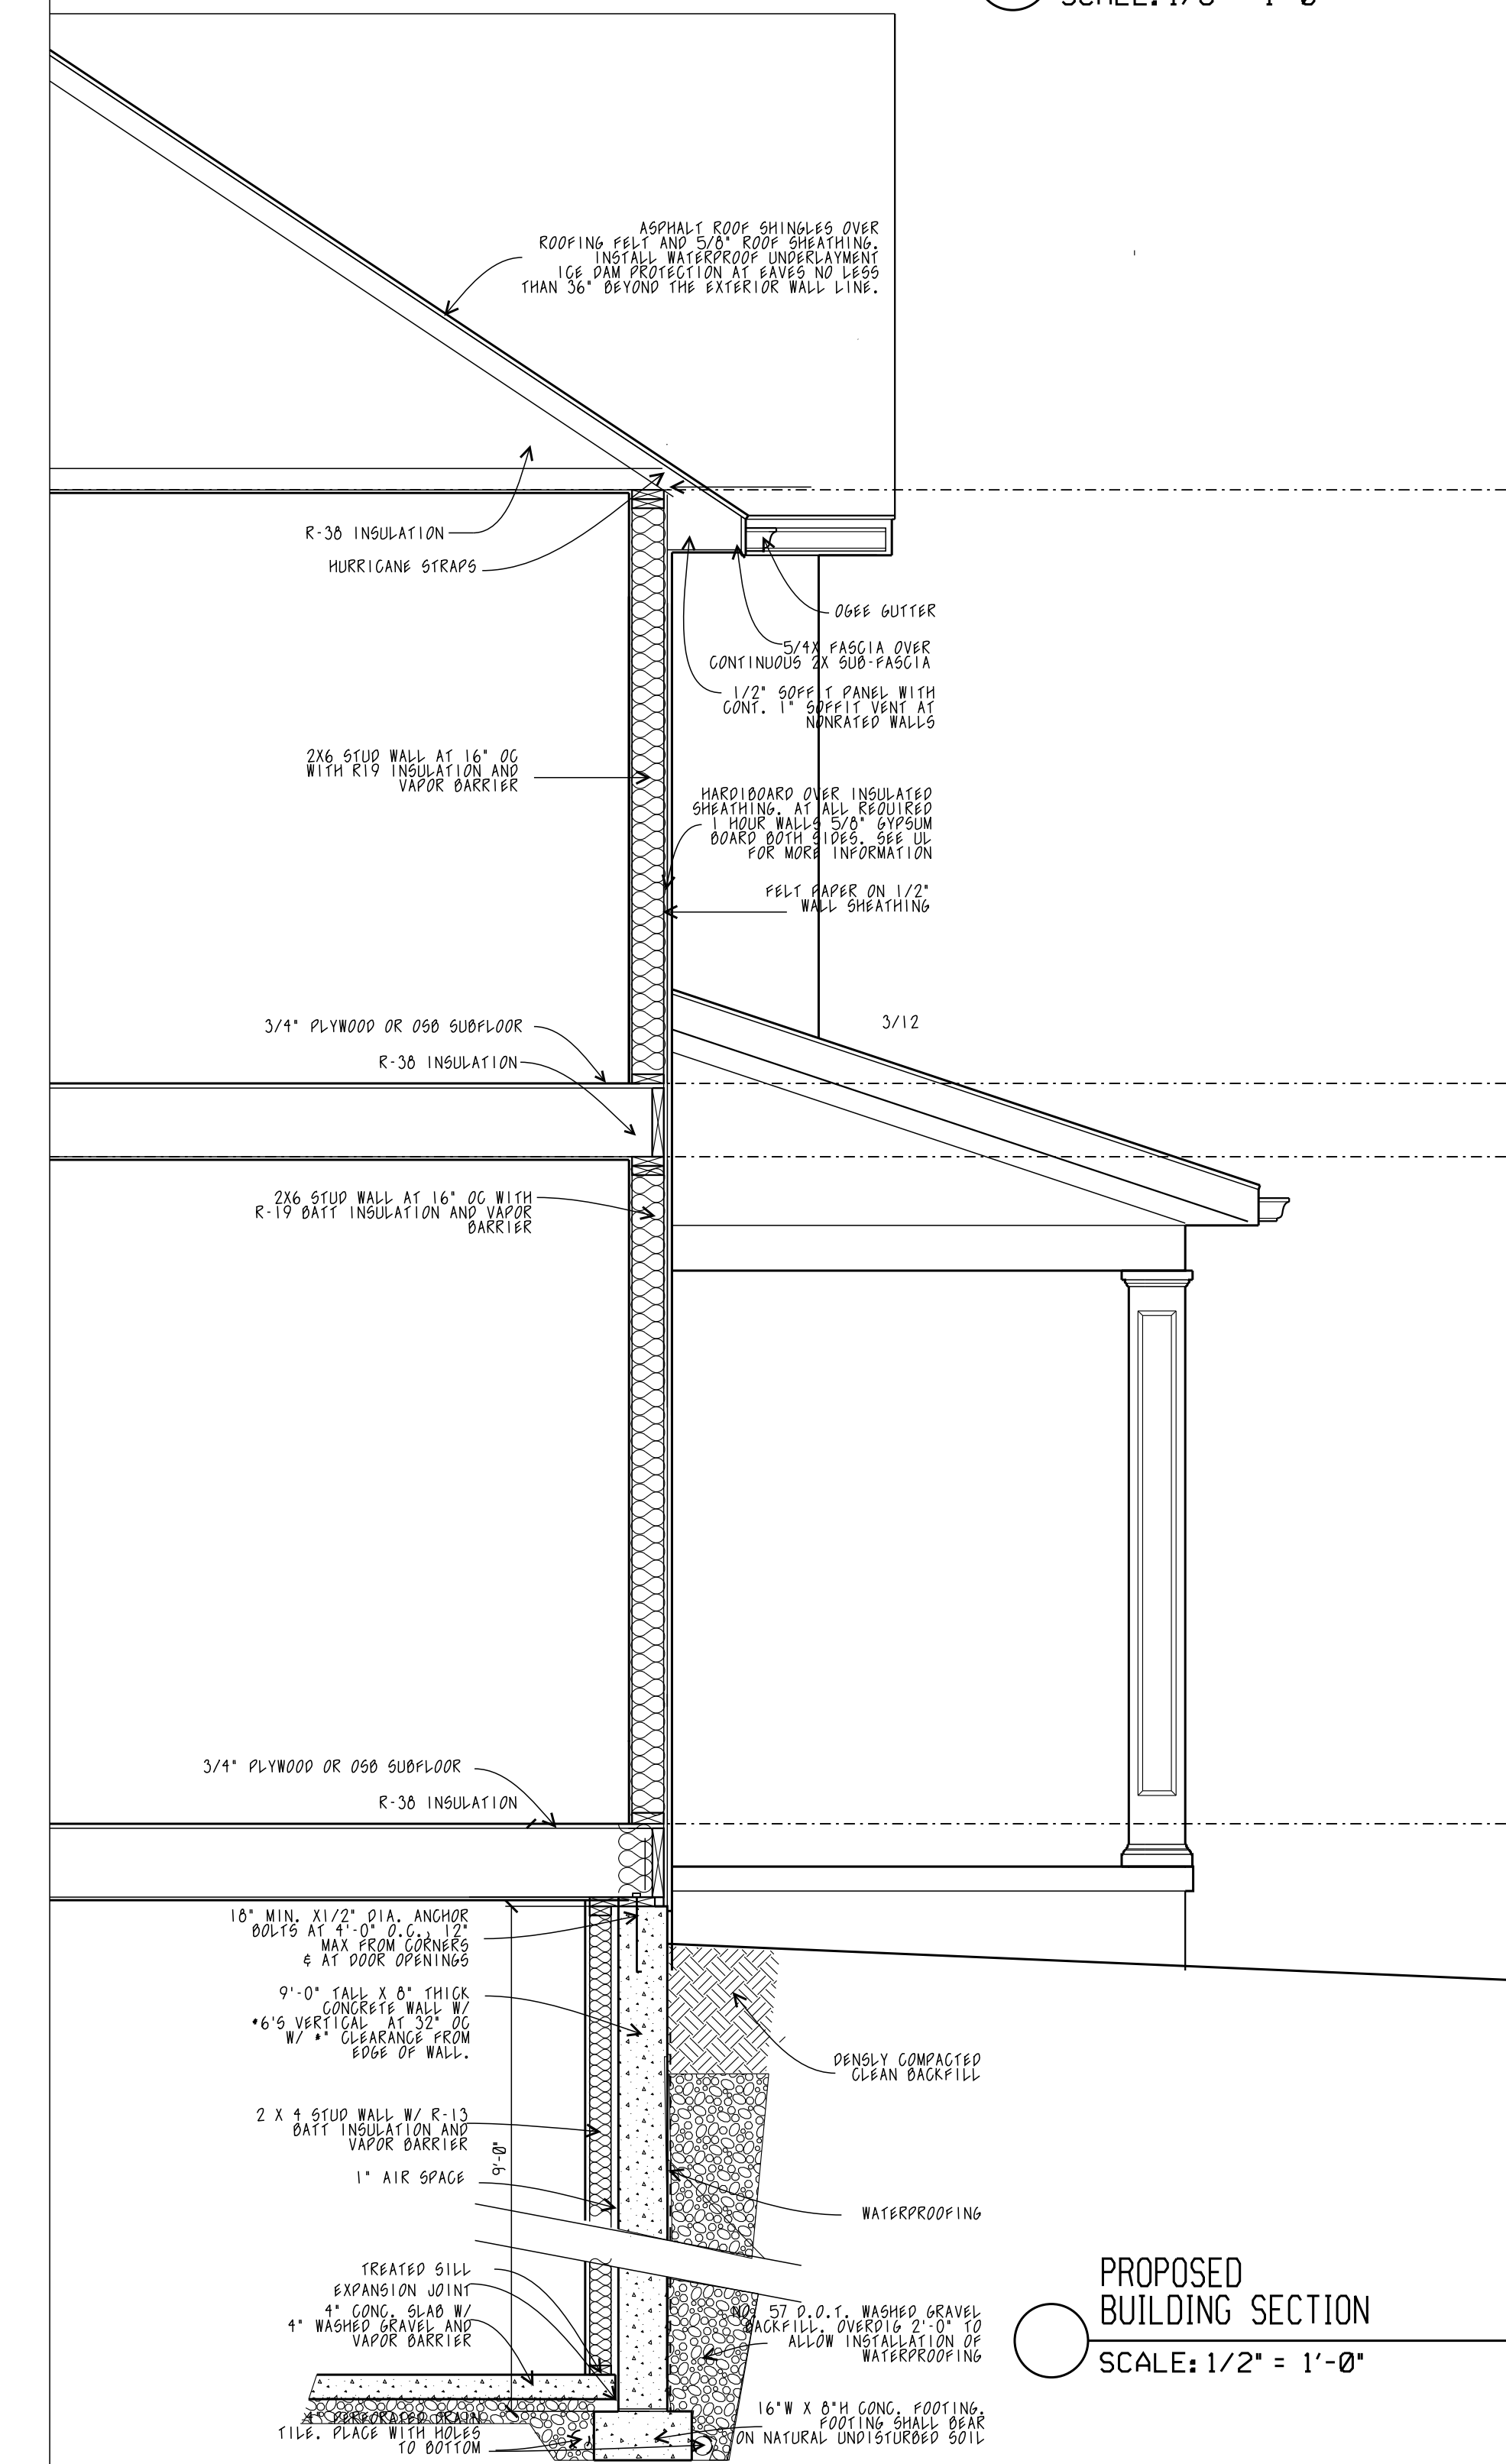 ASPHALT ROOF SHINGLES OVER
ROOFING FELT AND 5/8" ROOF SHEATHING.
INSTALL WATERPROOF UNDERLAYMENT
ICE DAM PROTECTION AT EAVES NO LESS
THAN 36" BEYOND THE EXTERIOR WALL LINE.
R-38 INSULATION
HURRICANE STRAPS
OGEE GUTTER
5/4X FASCIA OVER
CONTINUOUS 2X SUB-FASCIA
1/2" SOFFIT PANEL WITH
CONT. 1" SOFFIT VENT AT
NONRATED WALLS
2X6 STUD WALL AT 16" OC
WITH R19 INSULATION AND
VAPOR BARRIER
HARDIBOARD OVER INSULATED
SHEATHING. AT ALL REQUIRED
1 HOUR WALLS 5/8" GYPSUM
BOARD BOTH SIDES. SEE UL
FOR MORE INFORMATION
FELT PAPER ON 1/2"
WALL SHEATHING
3/4" PLYWOOD OR OSB SUBFLOOR
3/12
R-38 INSULATION
2X6 STUD WALL AT 16" OC WITH
R-19 BATT INSULATION AND VAPOR
BARRIER
3/4" PLYWOOD OR OSB SUBFLOOR
R-38 INSULATION
18" MIN. X1/2" DIA. ANCHOR
BOLTS AT 4'-0" O.C., 12"
MAX FROM CORNERS
& AT DOOR OPENINGS
9'-0" TALL X 8" THICK
CONCRETE WALL W/
#6'S VERTICAL AT 32" OC
W/ #" CLEARANCE FROM
EDGE OF WALL.
DENSLY COMPACTED
CLEAN BACKFILL
2 X 4 STUD WALL W/ R-13
BATT INSULATION AND
VAPOR BARRIER
9'-0"
1" AIR SPACE
WATERPROOFING
TREATED SILL
EXPANSION JOINT
4" CONC. SLAB W/
4" WASHED GRAVEL AND
VAPOR BARRIER
NO. 57 D.O.T. WASHED GRAVEL
BACKFILL. OVERDIG 2'-0" TO
ALLOW INSTALLATION OF
WATERPROOFING
4" PERFORATED DRAIN
TILE. PLACE WITH HOLES
TO BOTTOM
16"W X 8"H CONC. FOOTING.
FOOTING SHALL BEAR
ON NATURAL UNDISTURBED SOIL
PROPOSED
BUILDING SECTION
SCALE: 1/2" = 1'-0"